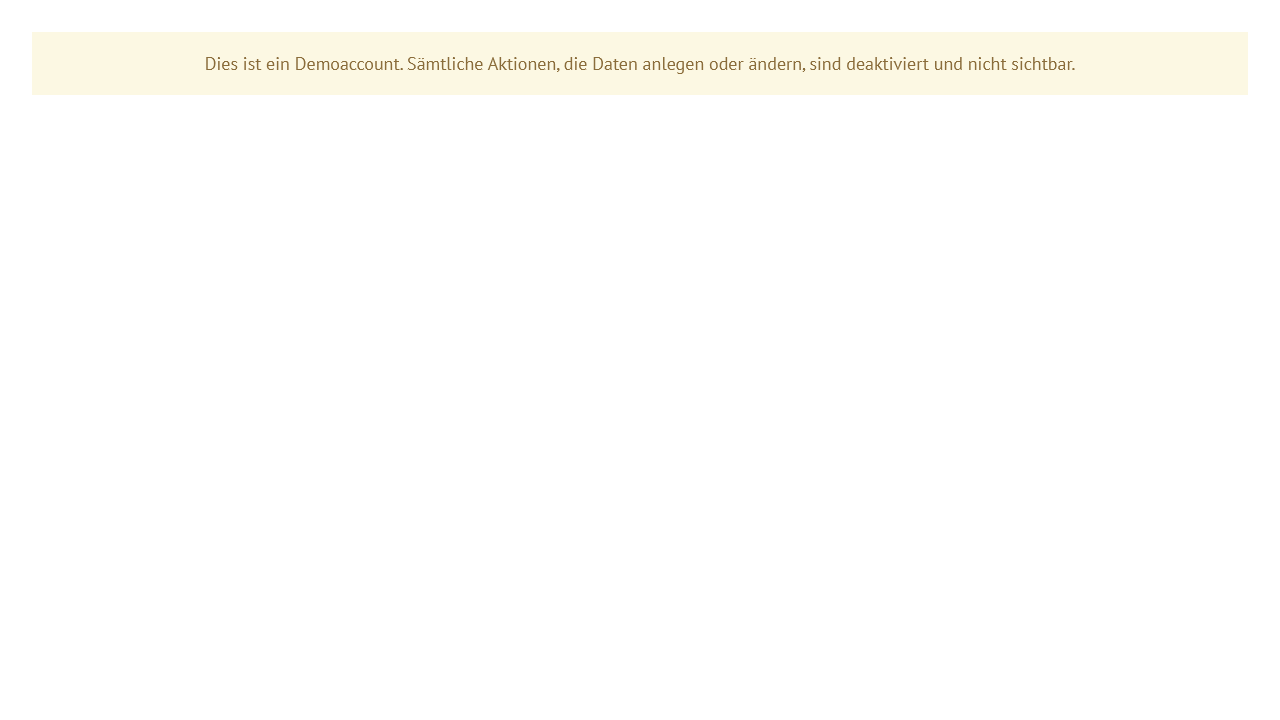 Dies ist ein Demoaccount. Sämtliche Aktionen, die Daten anlegen oder ändern, sind deaktiviert und nicht sichtbar.